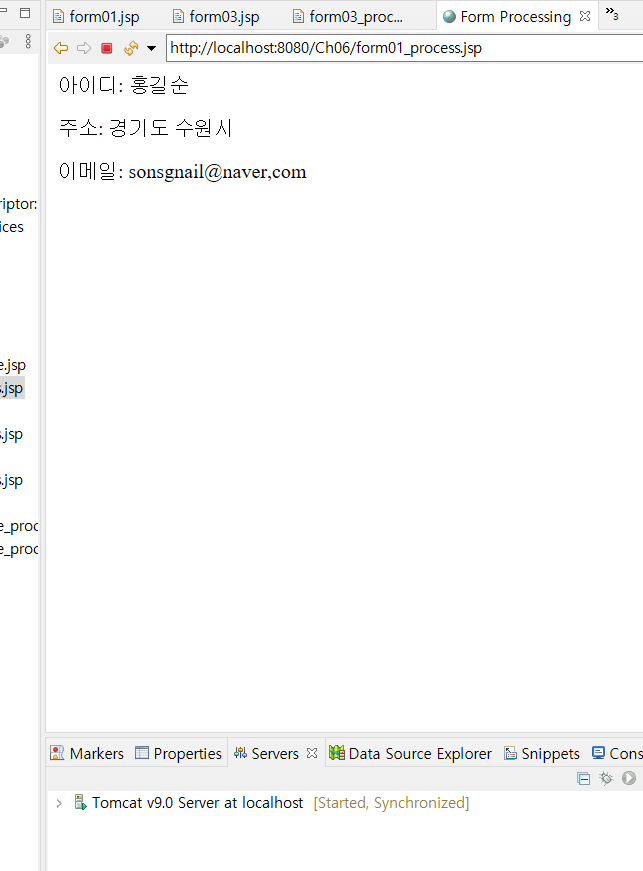 form01.jsp form03.jsp form03_proc... Form Processing »3
http://localhost:8080/Ch06/form01_process.jsp
아이디: 홍길순
주소: 경기도 수원시
이메일: sonsgnail@naver,com
riptor:
ices
e.jsp
s.jsp
s.jsp
s.jsp
e_proc
e_proc
Markers Properties Servers Data Source Explorer Snippets Cons
Tomcat v9.0 Server at localhost [Started, Synchronized]